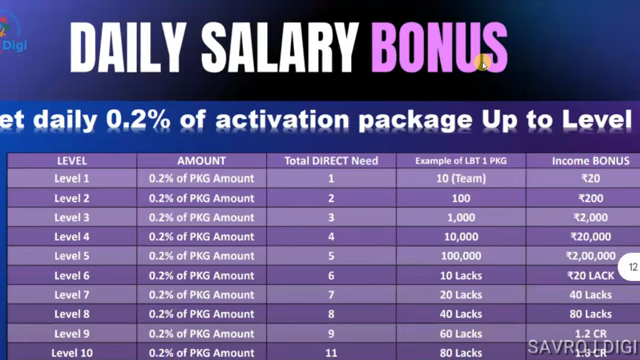 Digi
DAILY SALARY BONUS
et daily 0.2% of activation package Up to Level
LEVEL AMOUNT Total DIRECT Need Example of LBT 1 PKG Income BONUS
Level 1 0.2% of PKG Amount 1 10 (Team) ₹20
Level 2 0.2% of PKG Amount 2 100 ₹200
Level 3 0.2% of PKG Amount 3 1,000 ₹2,000
Level 4 0.2% of PKG Amount 4 10,000 ₹20,000
Level 5 0.2% of PKG Amount 5 100,000 ₹2,00,000
Level 6 0.2% of PKG Amount 6 10 Lacks ₹20 LACK
12
Level 7 0.2% of PKG Amount 7 20 Lacks 40 Lacks
Level 8 0.2% of PKG Amount 8 40 Lacks 80 Lacks
Level 9 0.2% of PKG Amount 9 60 Lacks 1.2 CR
Level 10 0.2% of PKG Amount 11 80 Lacks
DIGI